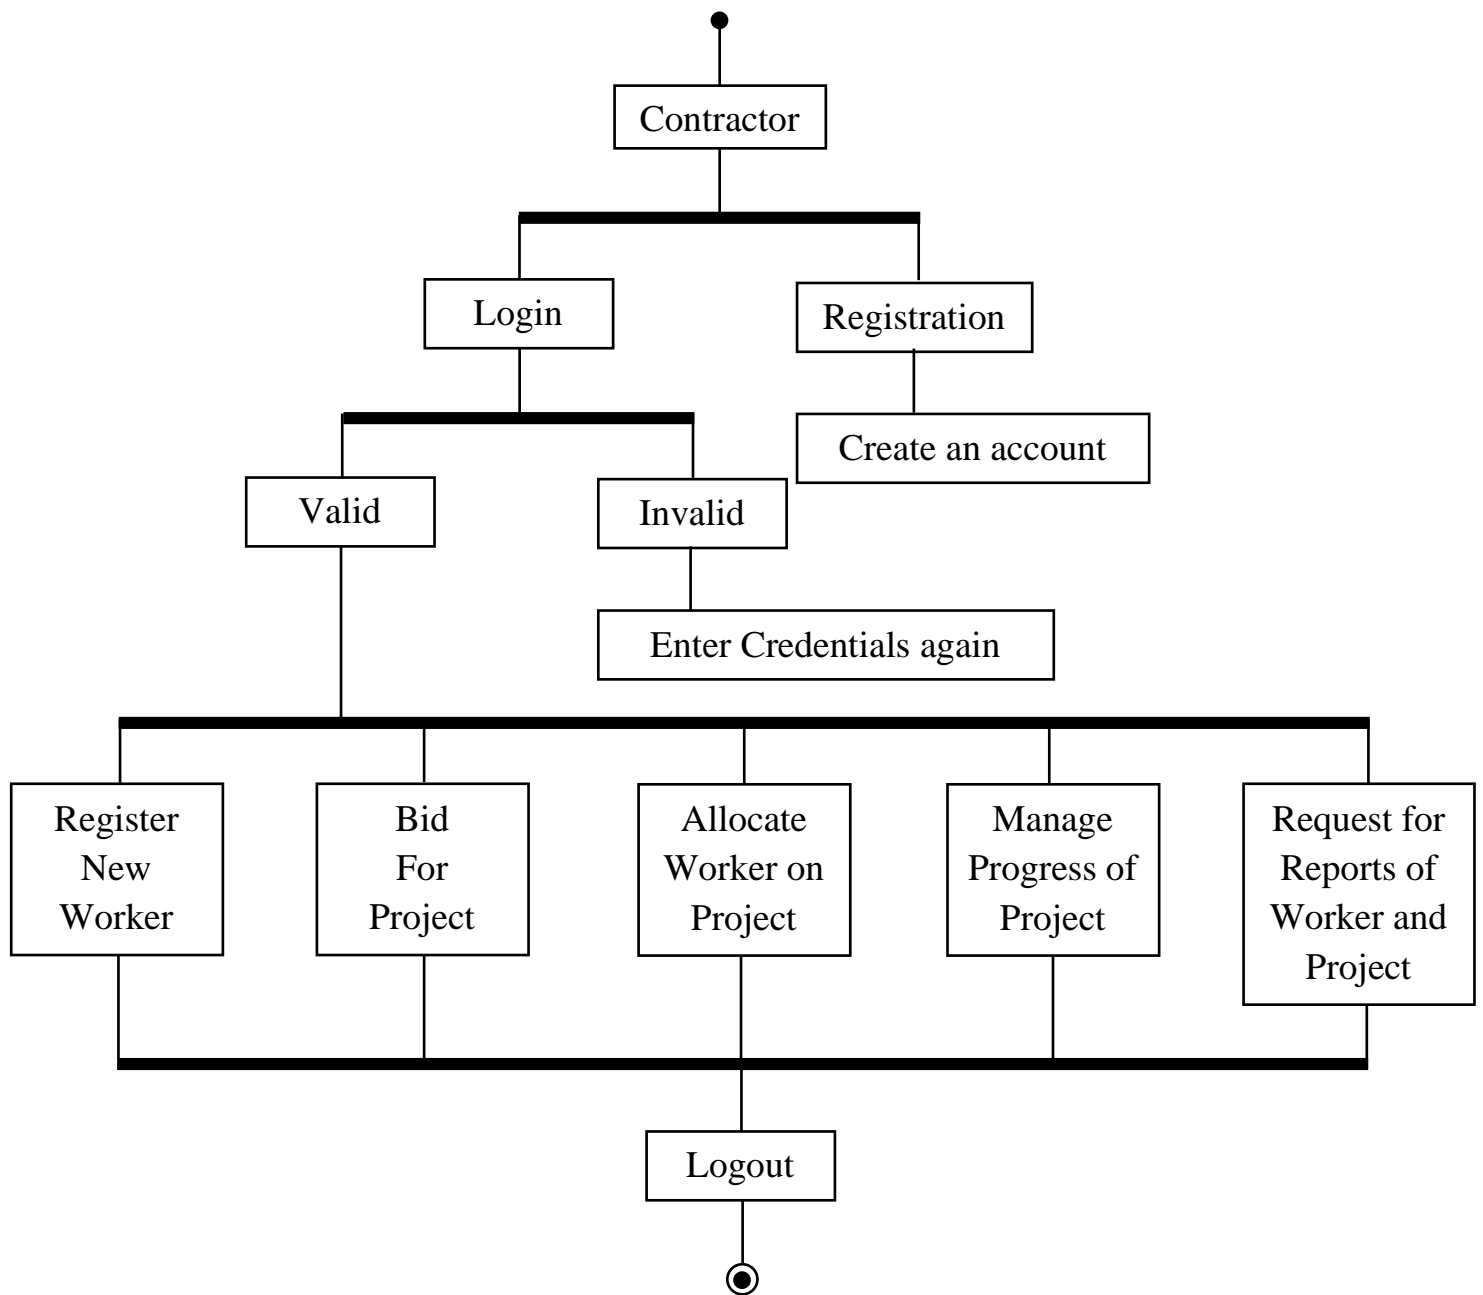 Contractor
Login
Registration
Create an account
Valid
Invalid
Enter Credentials again
Register
New
Worker
Bid
For
Project
Allocate
Worker on
Project
Manage
Progress of
Project
Request for
Reports of
Worker and
Project
Logout